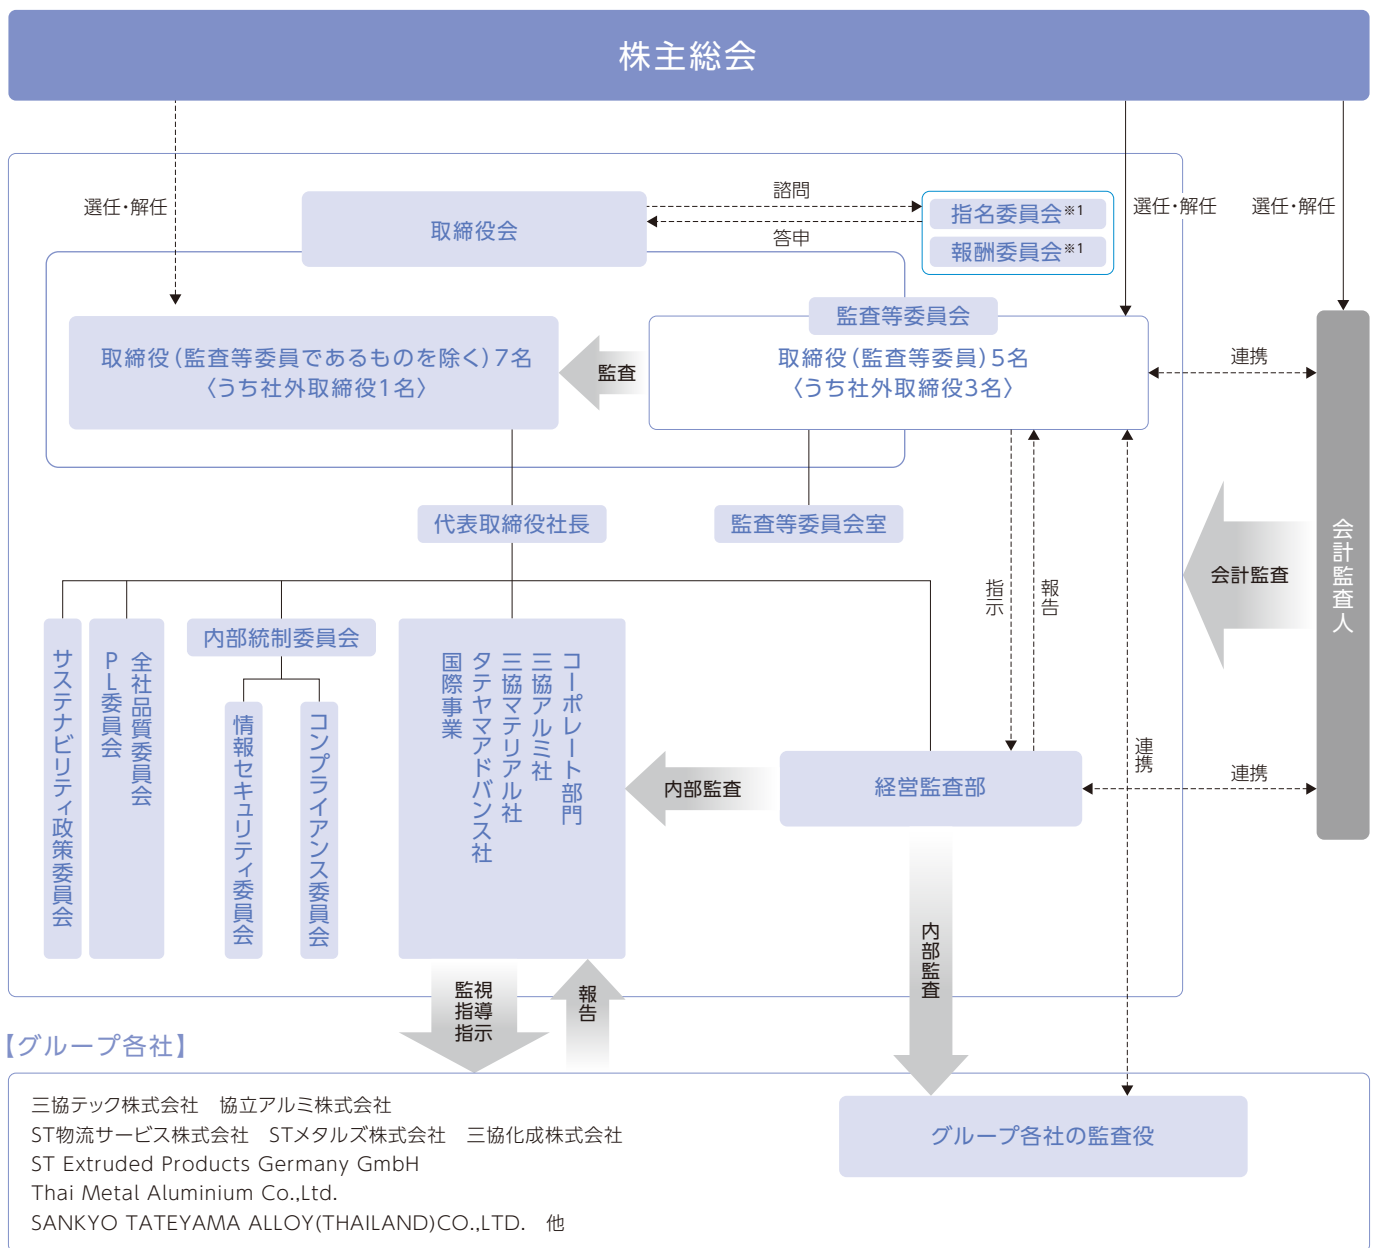 株主総会
選任・解任
取締役会
諮問
答申
指名委員会※1
報酬委員会※1
選任・解任
選任・解任
監査等委員会
取締役(監査等委員であるものを除く)7名
〈うち社外取締役1名〉
監査
取締役(監査等委員)5名
〈うち社外取締役3名〉
連携
代表取締役社長
監査等委員会室
会計監査
会計監査人
指示
報告
連携
サステナビリティ政策委員会
全社品質委員会
PL委員会
内部統制委員会
情報セキュリティ委員会
コンプライアンス委員会
コーポレート部門
三協アルミ社
三協マテリアル社
タテヤマアドバンス社
国際事業
内部監査
経営監査部
連携
内部監査
監視
指導
指示
報告
【グループ各社】
三協テック株式会社　協立アルミ株式会社
ST物流サービス株式会社　STメタルズ株式会社　三協化成株式会社
ST Extruded Products Germany GmbH
Thai Metal Aluminium Co.,Ltd.
SANKYO TATEYAMA ALLOY(THAILAND)CO.,LTD.　他
グループ各社の監査役